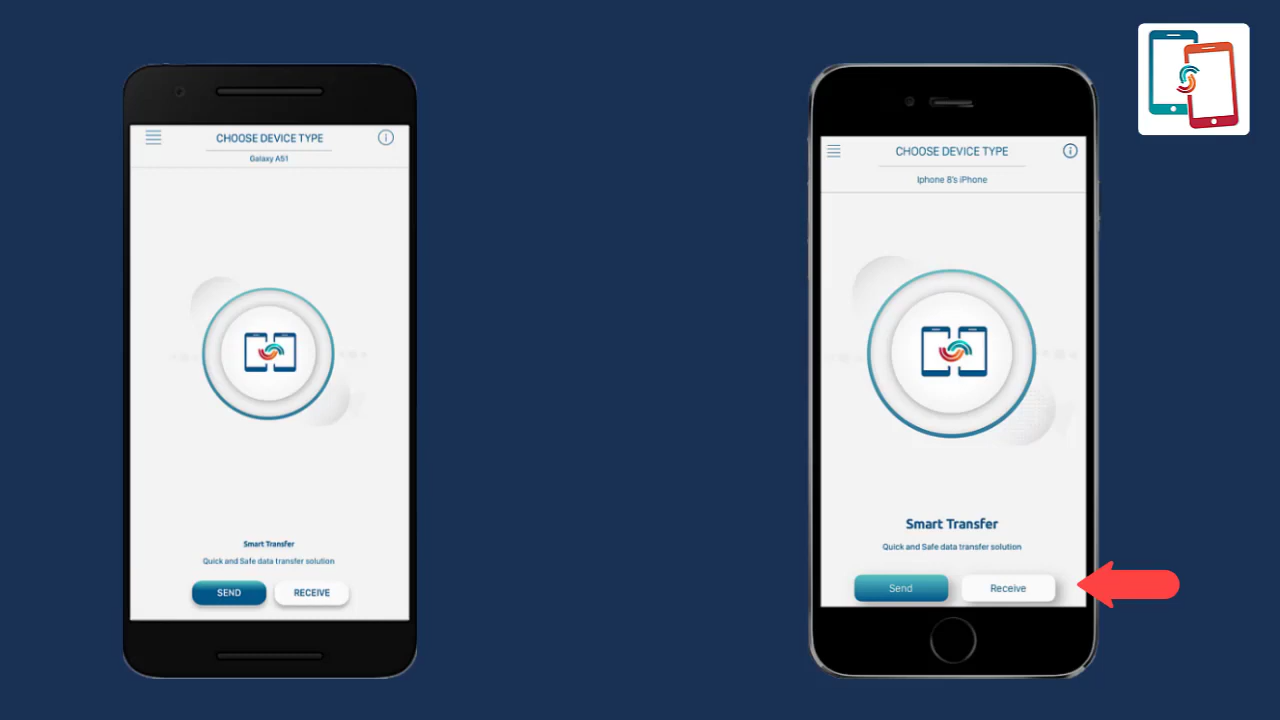 CHOOSE DEVICE TYPE
Galaxy A51
Smart Transfer
Quick and Safe data transfer solution
SEND
RECEIVE
CHOOSE DEVICE TYPE
Iphone 8's iPhone
Smart Transfer
Quick and Safe data transfer solution
Send
Receive